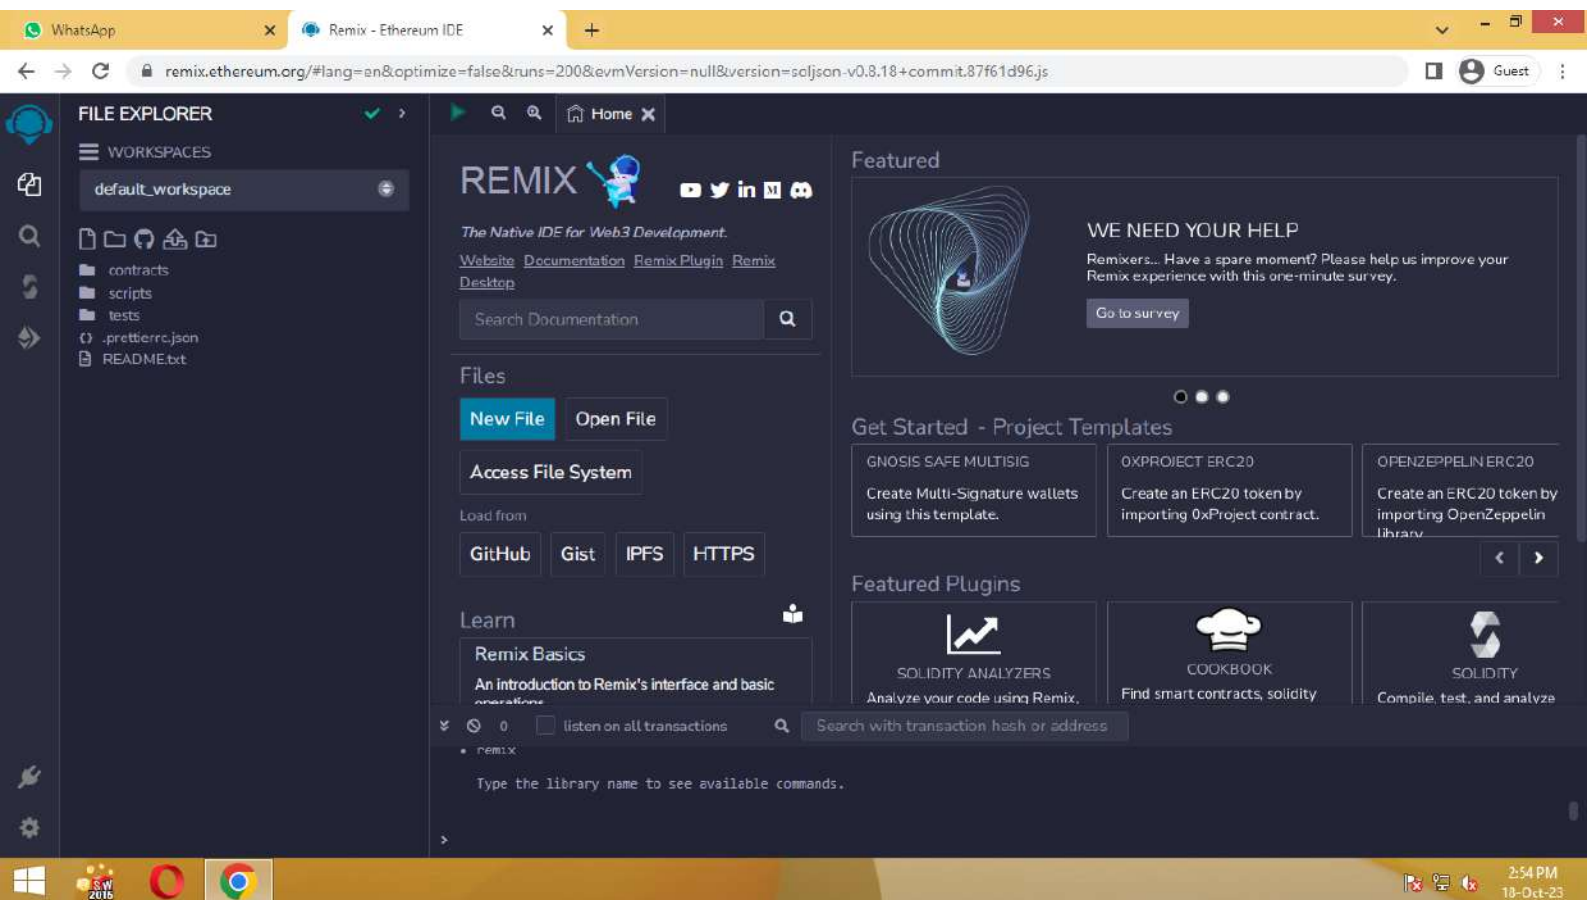 WhatsApp
Remix - Ethereum IDE
remix.ethereum.org/#lang=en&optimize=false&runs=200&evmVersion=null&version=soljson-v0.8.18+commit.87f61d96.js
Guest
FILE EXPLORER
WORKSPACES
default_workspace
contracts
scripts
tests
.prettierrc.json
README.txt
Home
REMIX
The Native IDE for Web3 Development.
Website Documentation Remix Plugin Remix
Desktop
Search Documentation
Files
New File Open File
Access File System
Load from
GitHub Gist IPFS HTTPS
Learn
Remix Basics
An introduction to Remix's interface and basic
operations
Featured
WE NEED YOUR HELP
Remixers... Have a spare moment? Please help us improve your
Remix experience with this one-minute survey.
Go to survey
Get Started - Project Templates
GNOSIS SAFE MULTISIG
Create Multi-Signature wallets
using this template.
0XPROJECT ERC20
Create an ERC20 token by
importing 0xProject contract.
OPENZEPPELIN ERC20
Create an ERC20 token by
importing OpenZeppelin
library
Featured Plugins
SOLIDITY ANALYZERS
Analyze your code using Remix,
COOKBOOK
Find smart contracts, solidity
SOLIDITY
Compile, test, and analyze
0
listen on all transactions
Search with transaction hash or address
• remix
Type the library name to see available commands.
>
SW
2016
2:54 PM
18-Oct-23